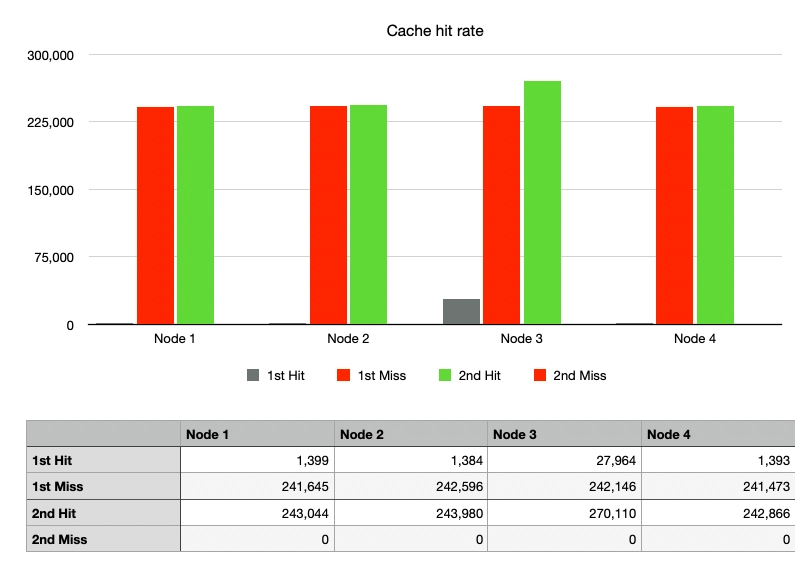 Cache hit rate
300,000
225,000
150,000
75,000
0
Node 1 Node 2 Node 3 Node 4
1st Hit 1st Miss 2nd Hit 2nd Miss
Node 1 Node 2 Node 3 Node 4
1st Hit 1,399 1,384 27,964 1,393
1st Miss 241,645 242,596 242,146 241,473
2nd Hit 243,044 243,980 270,110 242,866
2nd Miss 0 0 0 0